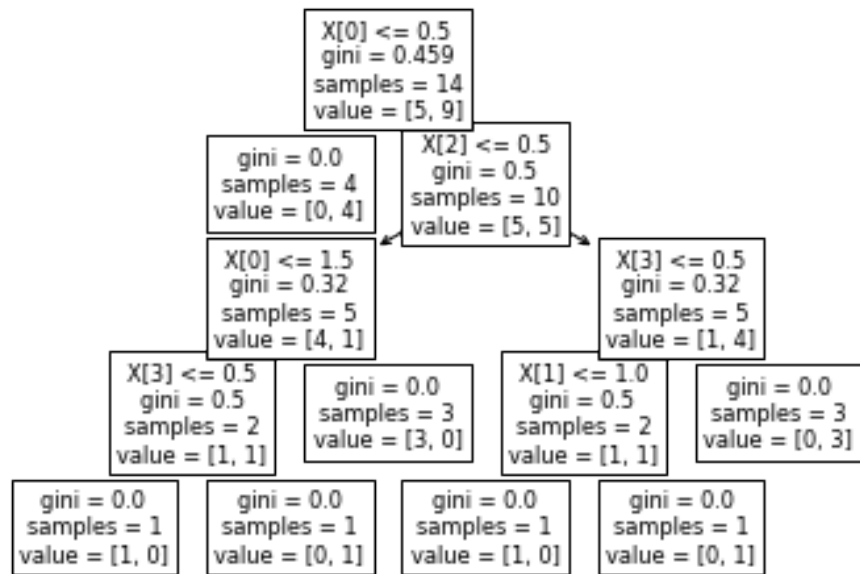 X[0] <= 0.5
gini = 0.459
samples = 14
value = [5, 9]
gini = 0.0
samples = 4
value = [0, 4]
X[2] <= 0.5
gini = 0.5
samples = 10
value = [5, 5]
X[0] <= 1.5
gini = 0.32
samples = 5
value = [4, 1]
X[3] <= 0.5
gini = 0.32
samples = 5
value = [1, 4]
X[3] <= 0.5
gini = 0.5
samples = 2
value = [1, 1]
gini = 0.0
samples = 3
value = [3, 0]
X[1] <= 1.0
gini = 0.5
samples = 2
value = [1, 1]
gini = 0.0
samples = 3
value = [0, 3]
gini = 0.0
samples = 1
value = [1, 0]
gini = 0.0
samples = 1
value = [0, 1]
gini = 0.0
samples = 1
value = [1, 0]
gini = 0.0
samples = 1
value = [0, 1]